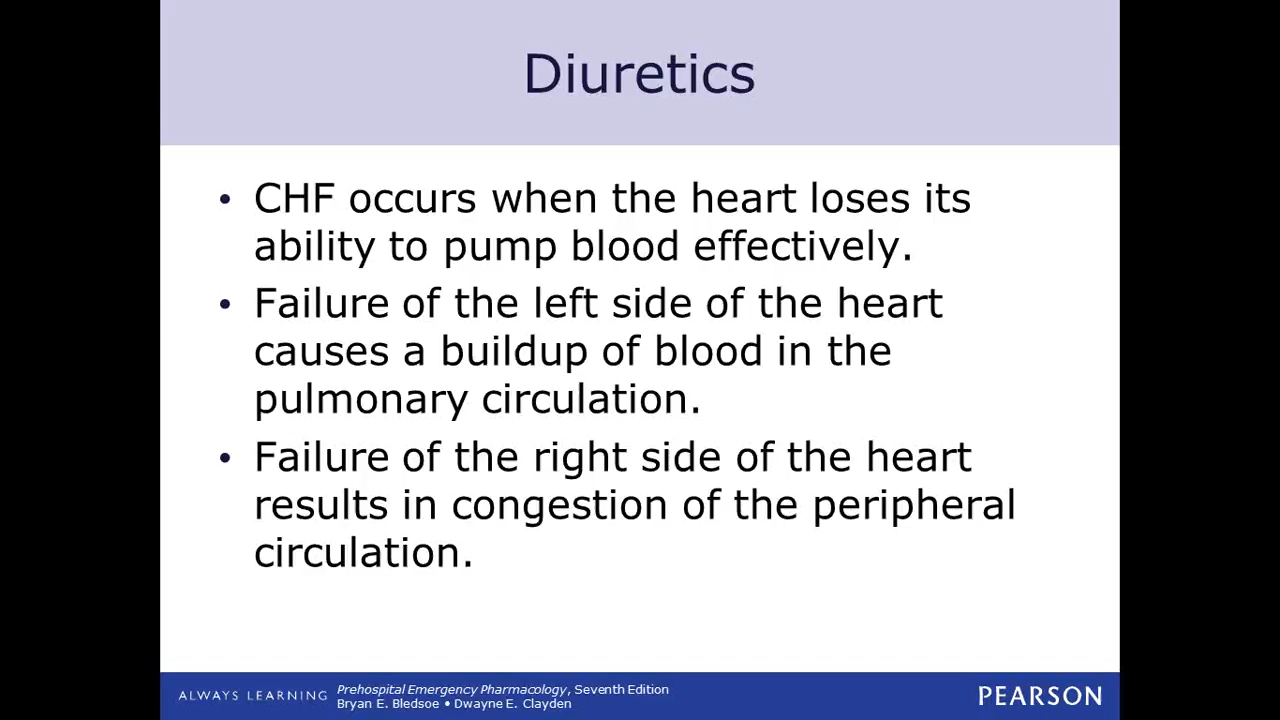 Diuretics
• CHF occurs when the heart loses its
ability to pump blood effectively.
• Failure of the left side of the heart
causes a buildup of blood in the
pulmonary circulation.
• Failure of the right side of the heart
results in congestion of the peripheral
circulation.
ALWAYS LEARNING
Prehospital Emergency Pharmacology, Seventh Edition
Bryan E. Bledsoe • Dwayne E. Clayden
PEARSON